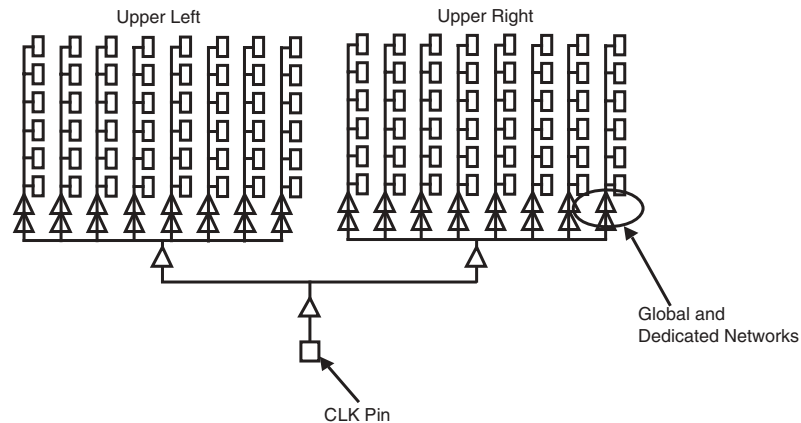 Upper Left
Upper Right
Global and
Dedicated Networks
CLK Pin